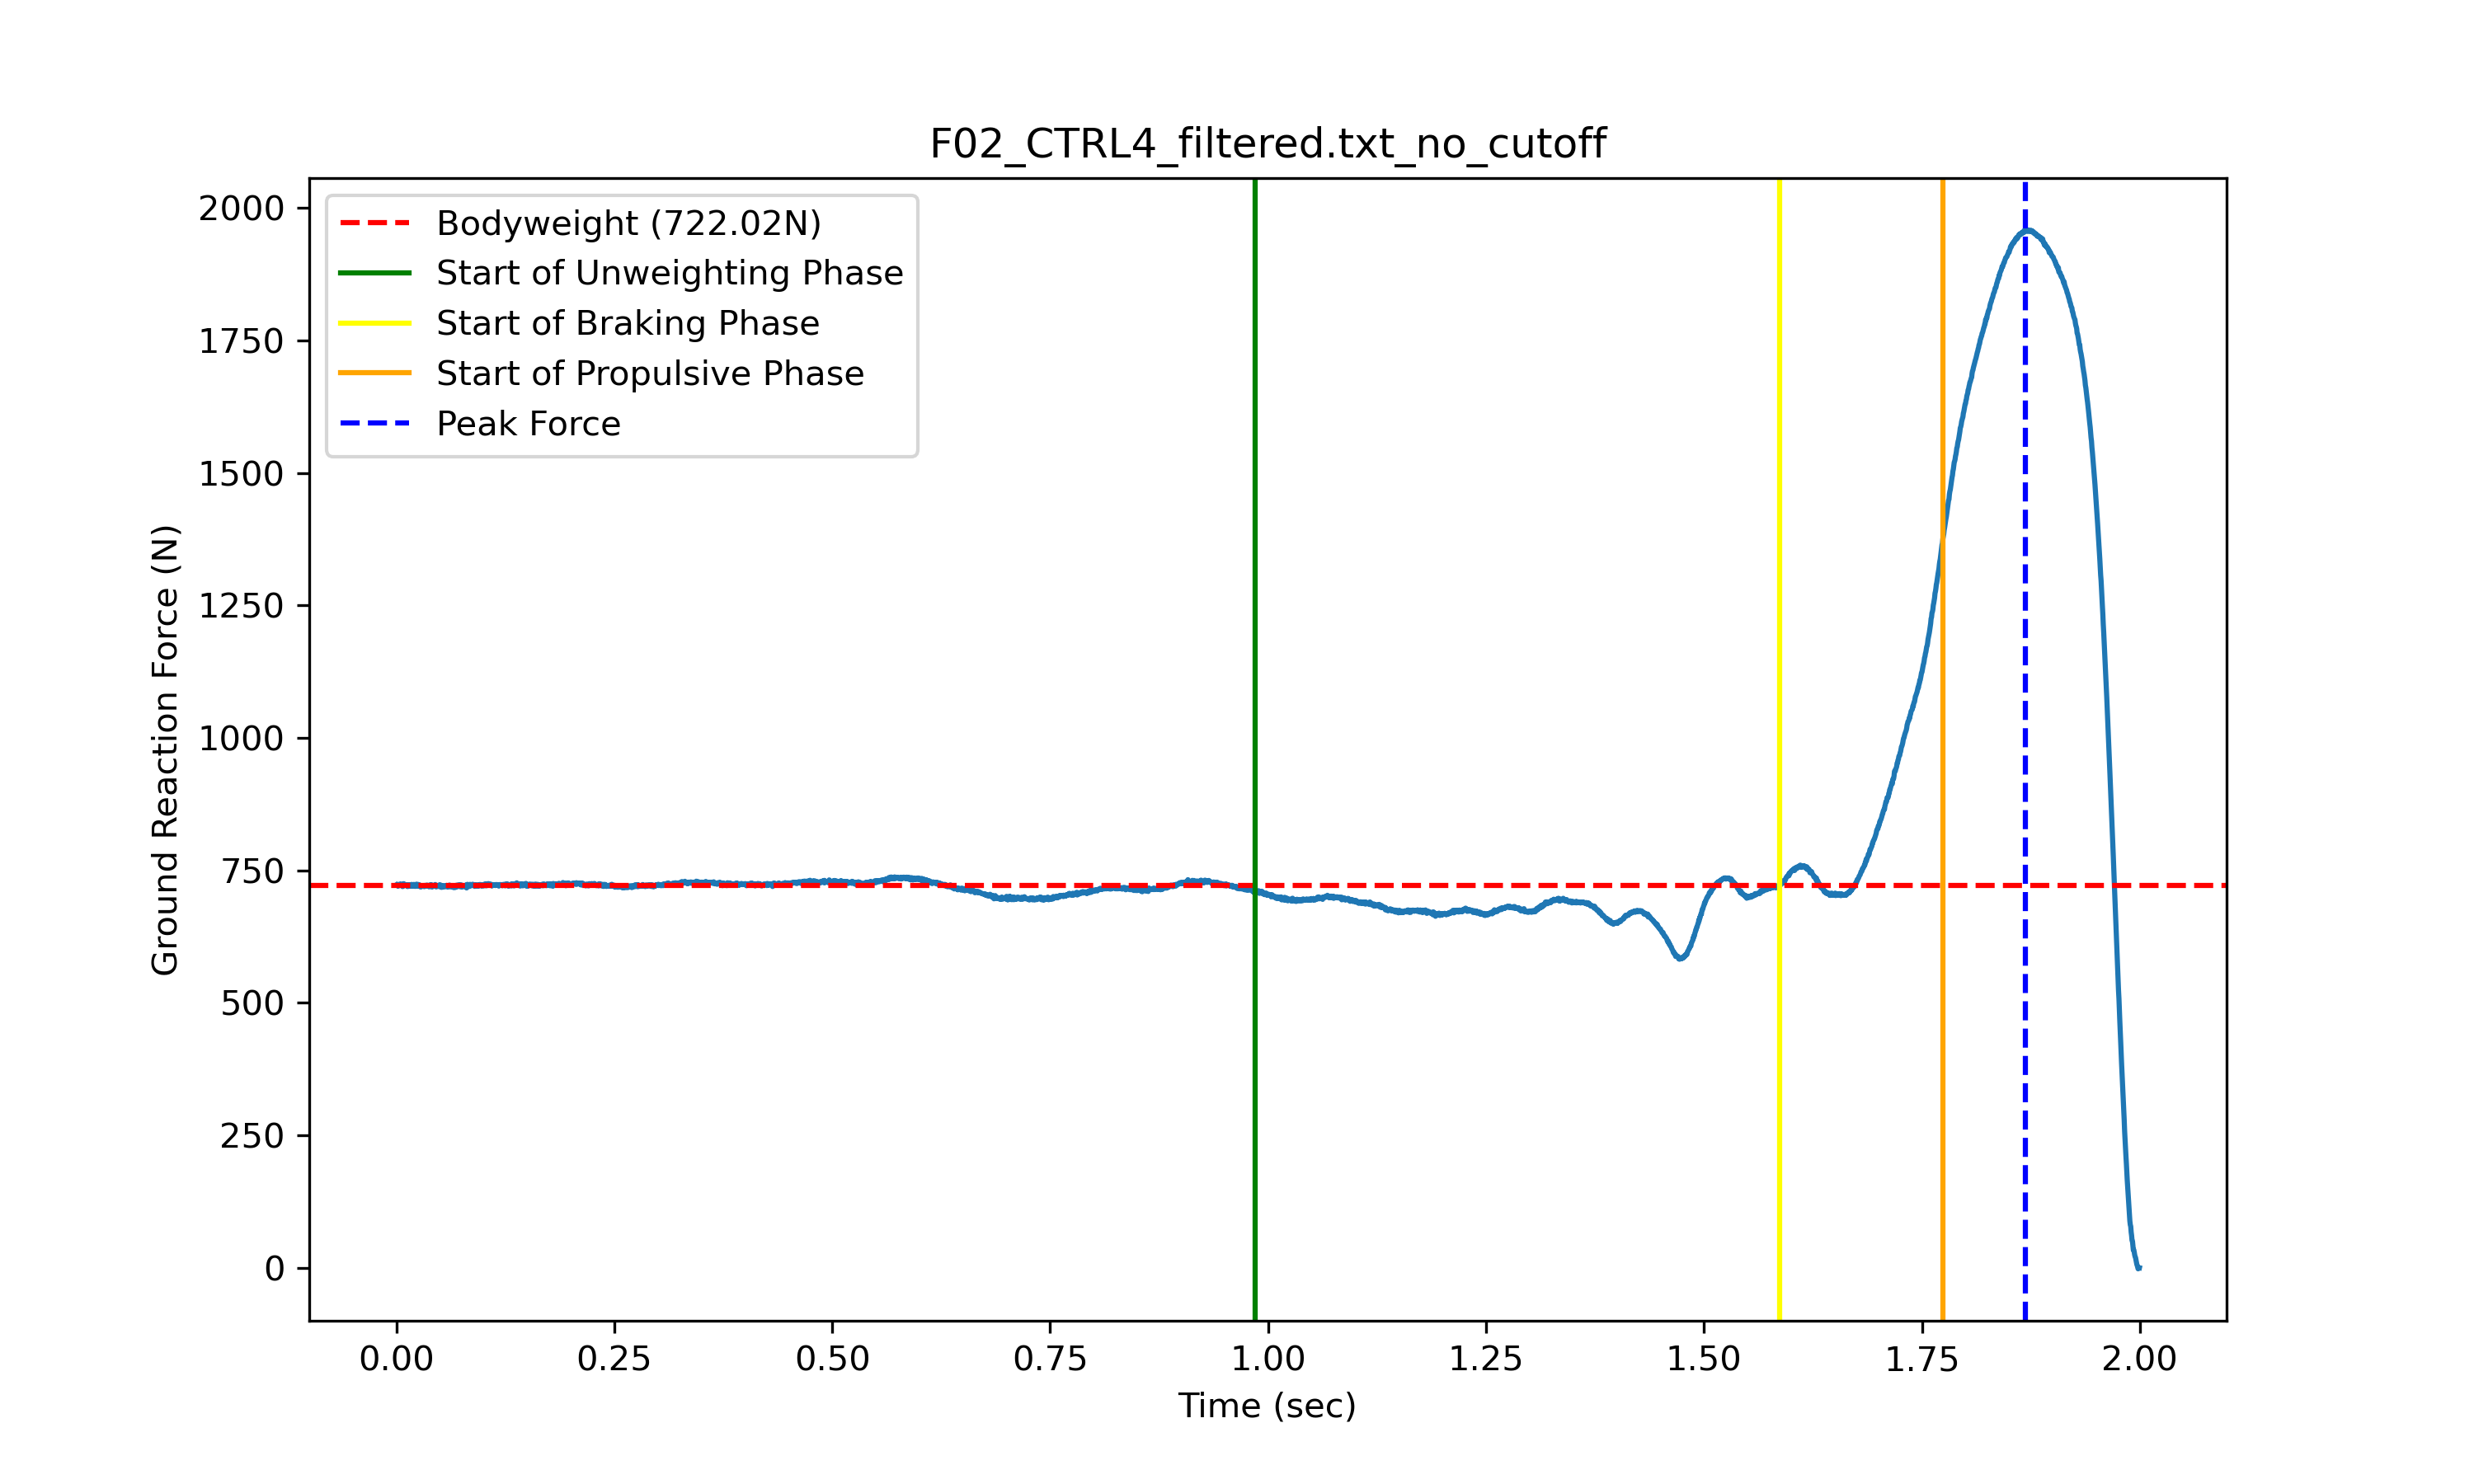 F02_CTRL4_filtered.txt_no_cutoff
Bodyweight (722.02N)
Start of Unweighting Phase
Start of Braking Phase
Start of Propulsive Phase
Peak Force
2000
1750
1500
1250
1000
750
500
250
0
Ground Reaction Force (N)
0.00 0.25 0.50 0.75 1.00 1.25 1.50 1.75 2.00
Time (sec)